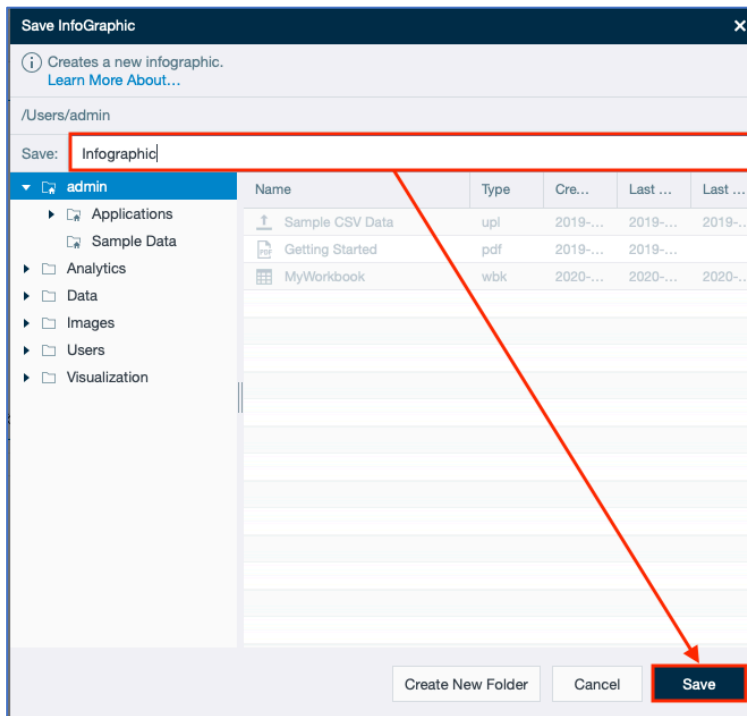 Save InfoGraphic
Creates a new infographic.
Learn More About...
/Users/admin
Save: Infographic
admin
Applications
Sample Data
Analytics
Data
Images
Users
Visualization
Name Type Cre... Last ... Last ...
Sample CSV Data upl 2019-... 2019-... 2019-...
Getting Started pdf 2019-... 2019-...
MyWorkbook wbk 2020-... 2020-... 2020-...
Create New Folder Cancel Save